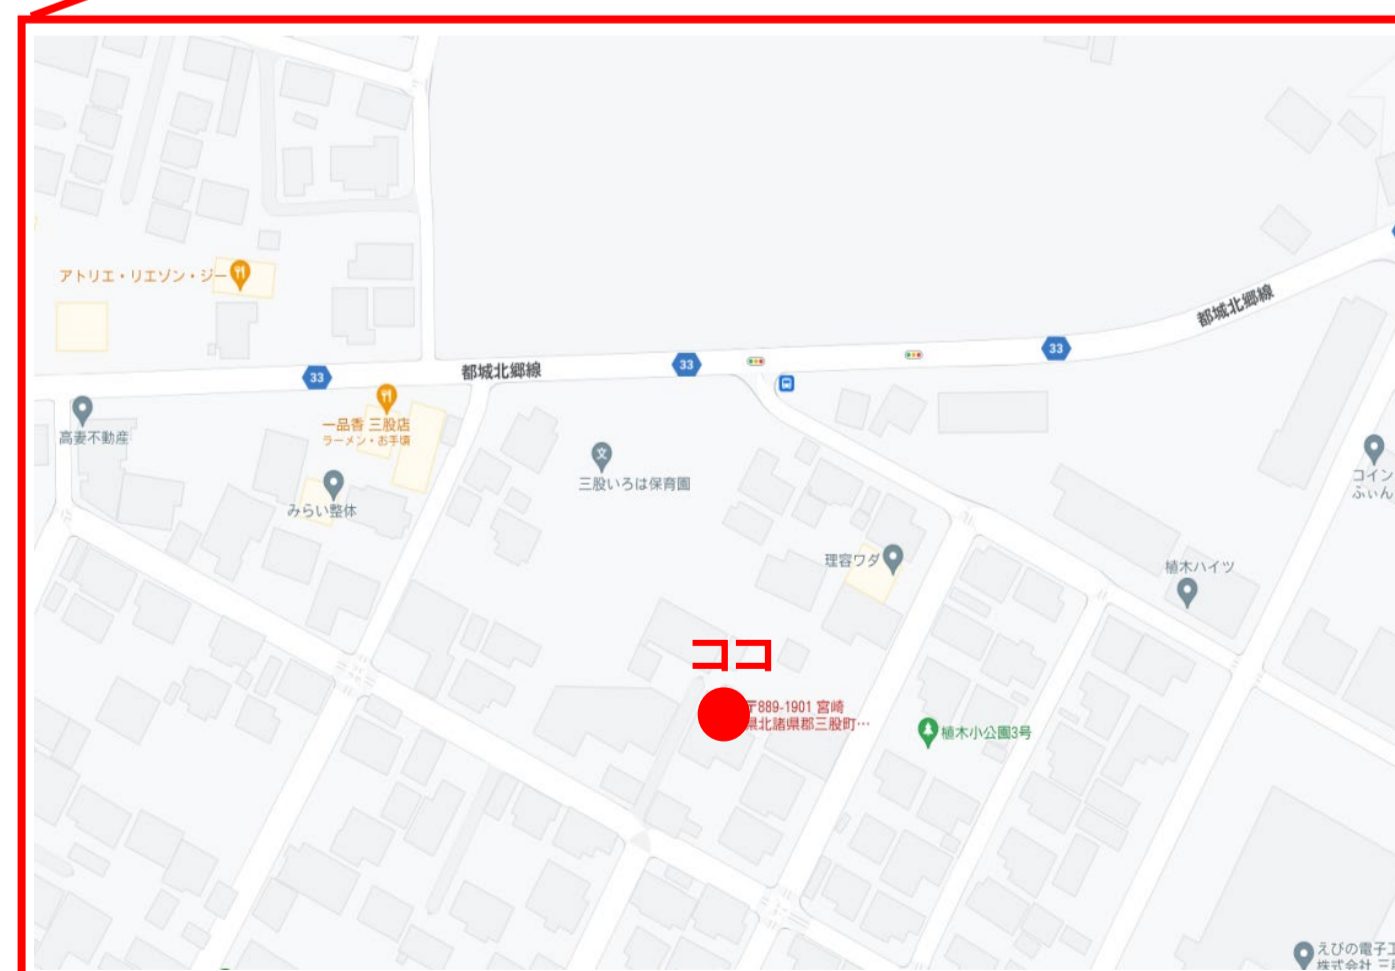 アトリエ・リエゾン・ジー
都城北郷線
33
都城北郷線
33
33
高妻不動産
一品香 三股店
ラーメン・お手頃
みらい整体
文
三股いろは保育園
コイン
ふぃん
理容ワダ
植木ハイツ
ココ
〒889-1901 宮崎
県北諸県郡三股町…
植木小公園3号
えびの電子工
株式会社 三